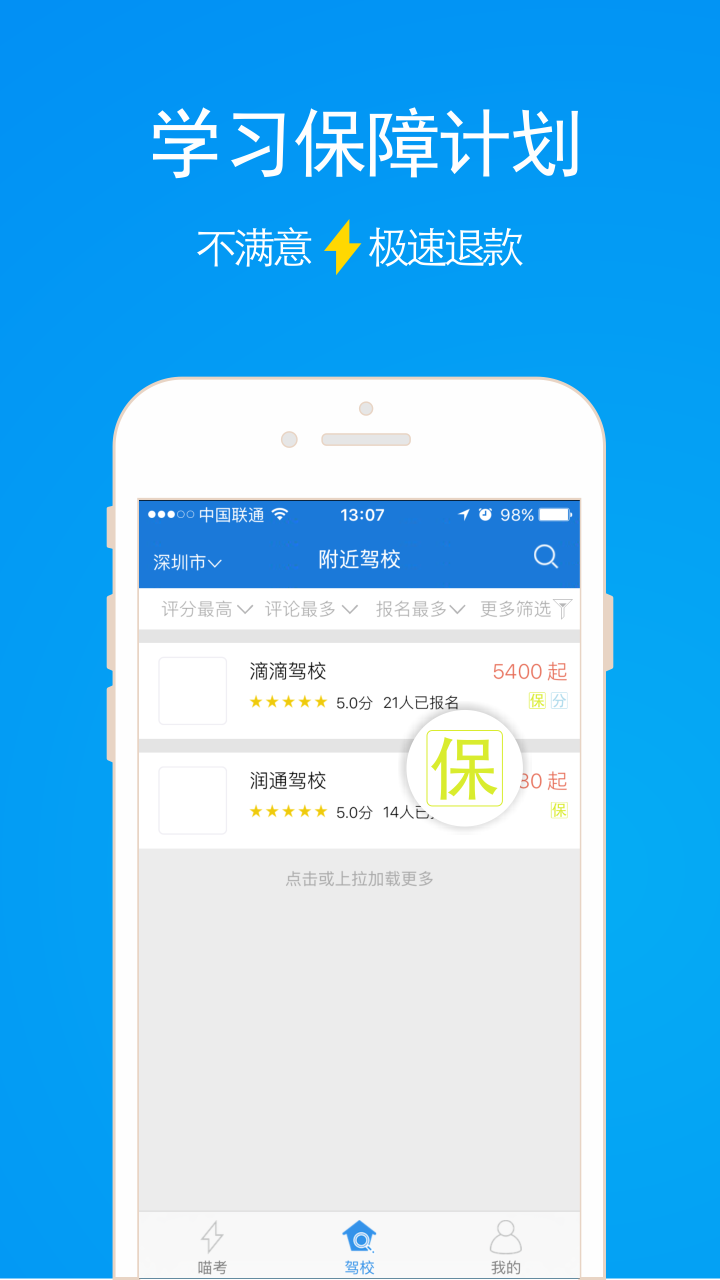 学习保障计划
不满意 极速退款
中国联通 13:07 98%
深圳市 附近驾校
评分最高 评论最多 报名最多 更多筛选
滴滴驾校 5400 起
5.0分 21人已报名 保 分
保
润通驾校 80 起
5.0分 14人已 保
点击或上拉加载更多
喵考 驾校 我的